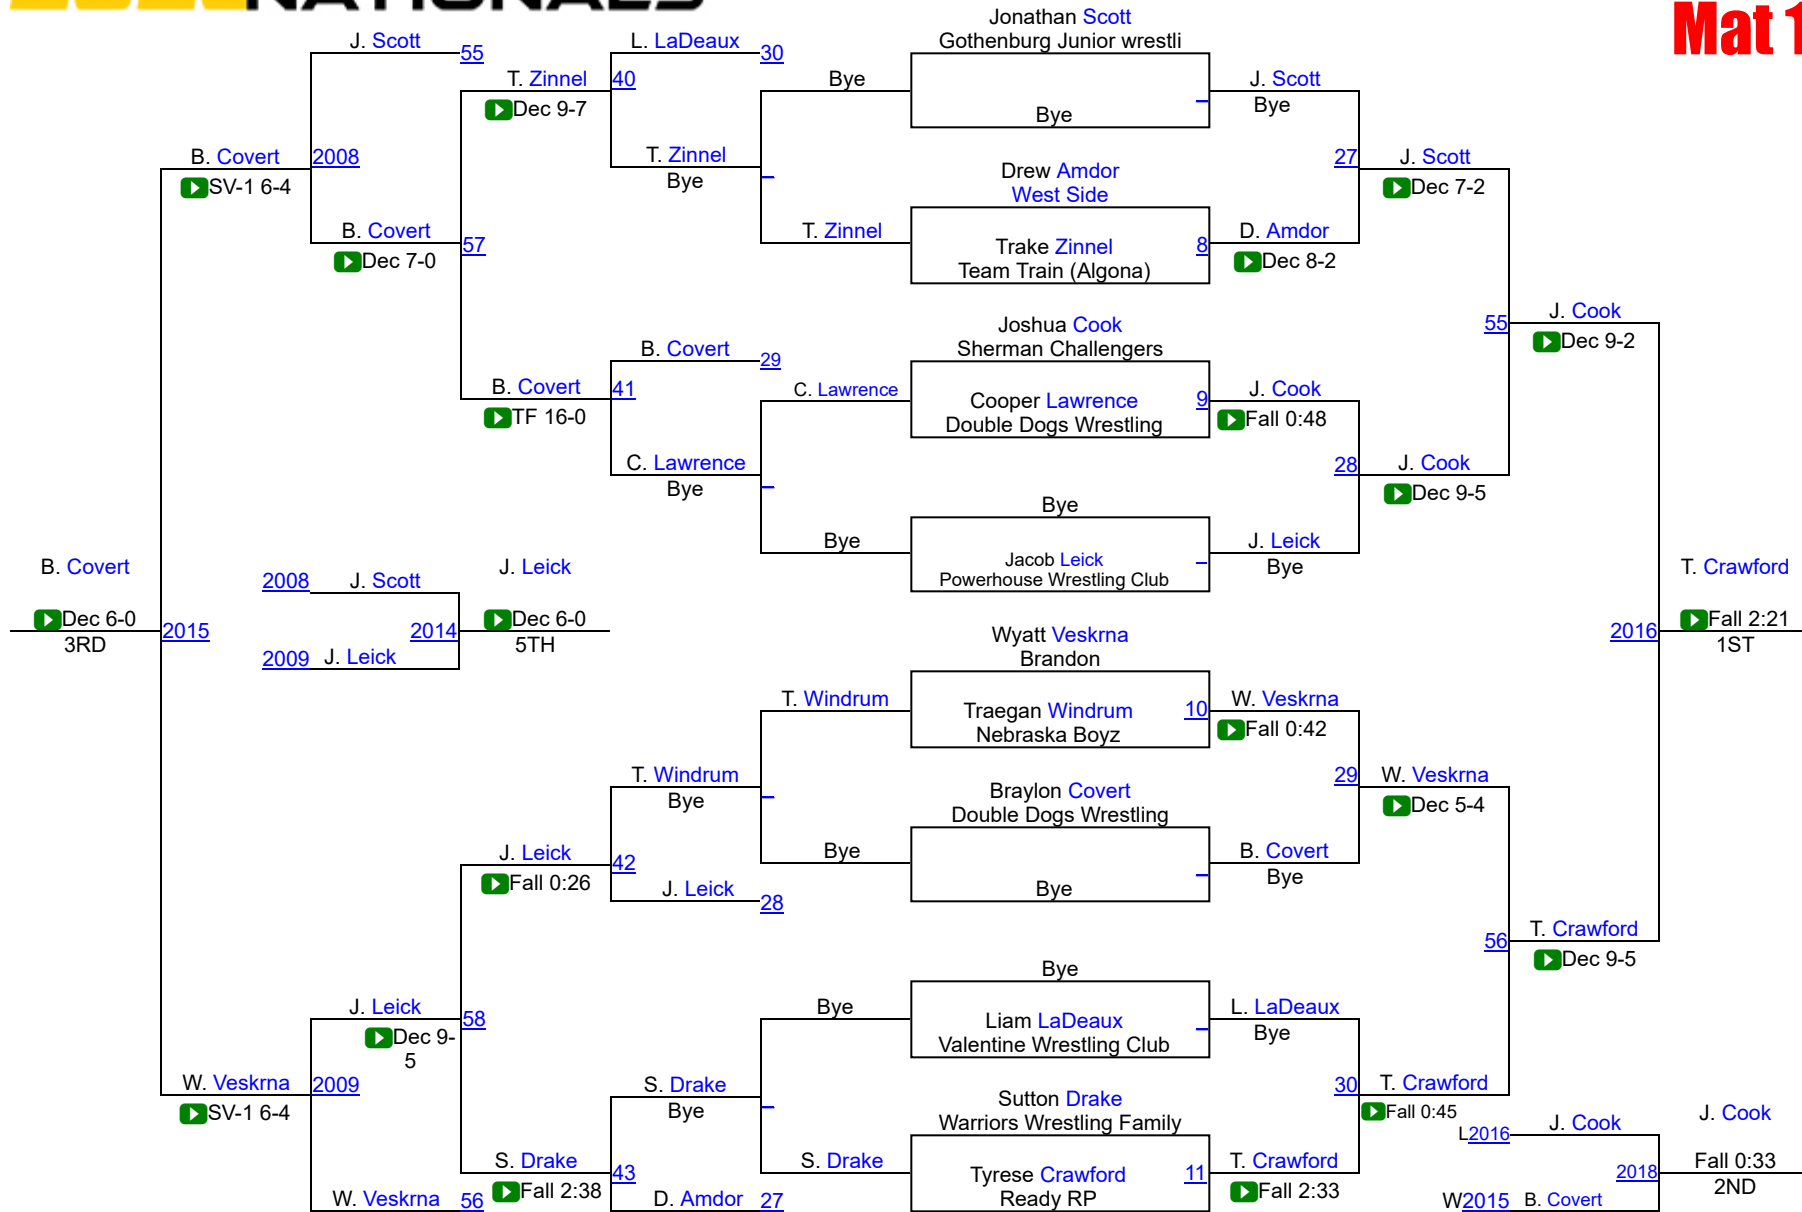 NATIONALS
Mat 1
Jonathan Scott
Gothenburg Junior wrestli
J. Scott
55
L. LaDeaux
30
T. Zinnel
40
Dec 9-7
Bye
J. Scott
Bye
Bye
B. Covert
2008
SV-1 6-4
T. Zinnel
Bye
Drew Amdor
West Side
27
J. Scott
Dec 7-2
B. Covert
57
Dec 7-0
T. Zinnel
Trake Zinnel
8
Team Train (Algona)
D. Amdor
Dec 8-2
Joshua Cook
Sherman Challengers
55
J. Cook
Dec 9-2
B. Covert
29
B. Covert
41
TF 16-0
C. Lawrence
Cooper Lawrence
9
Double Dogs Wrestling
J. Cook
Fall 0:48
C. Lawrence
Bye
28
J. Cook
Dec 9-5
Bye
Bye
Jacob Leick
Powerhouse Wrestling Club
J. Leick
Bye
B. Covert
Dec 6-0
3RD
2015
2008
J. Scott
2009
J. Leick
2014
J. Leick
Dec 6-0
5TH
T. Crawford
2016
Fall 2:21
1ST
Wyatt Veskrna
Brandon
T. Windrum
Traegan Windrum
10
Nebraska Boyz
W. Veskrna
Fall 0:42
T. Windrum
Bye
Braylon Covert
Double Dogs Wrestling
29
W. Veskrna
Dec 5-4
J. Leick
42
Fall 0:26
Bye
Bye
B. Covert
Bye
J. Leick
28
56
T. Crawford
Dec 9-5
Bye
J. Leick
58
Dec 9-
5
Bye
Liam LaDeaux
Valentine Wrestling Club
L. LaDeaux
Bye
W. Veskrna
2009
SV-1 6-4
S. Drake
Bye
Sutton Drake
Warriors Wrestling Family
30
T. Crawford
Fall 0:45
L2016
J. Cook
J. Cook
S. Drake
43
Fall 2:38
S. Drake
Tyrese Crawford
11
Ready RP
T. Crawford
Fall 2:33
2018
Fall 0:33
2ND
W. Veskrna
56
D. Amdor
27
W2015
B. Covert